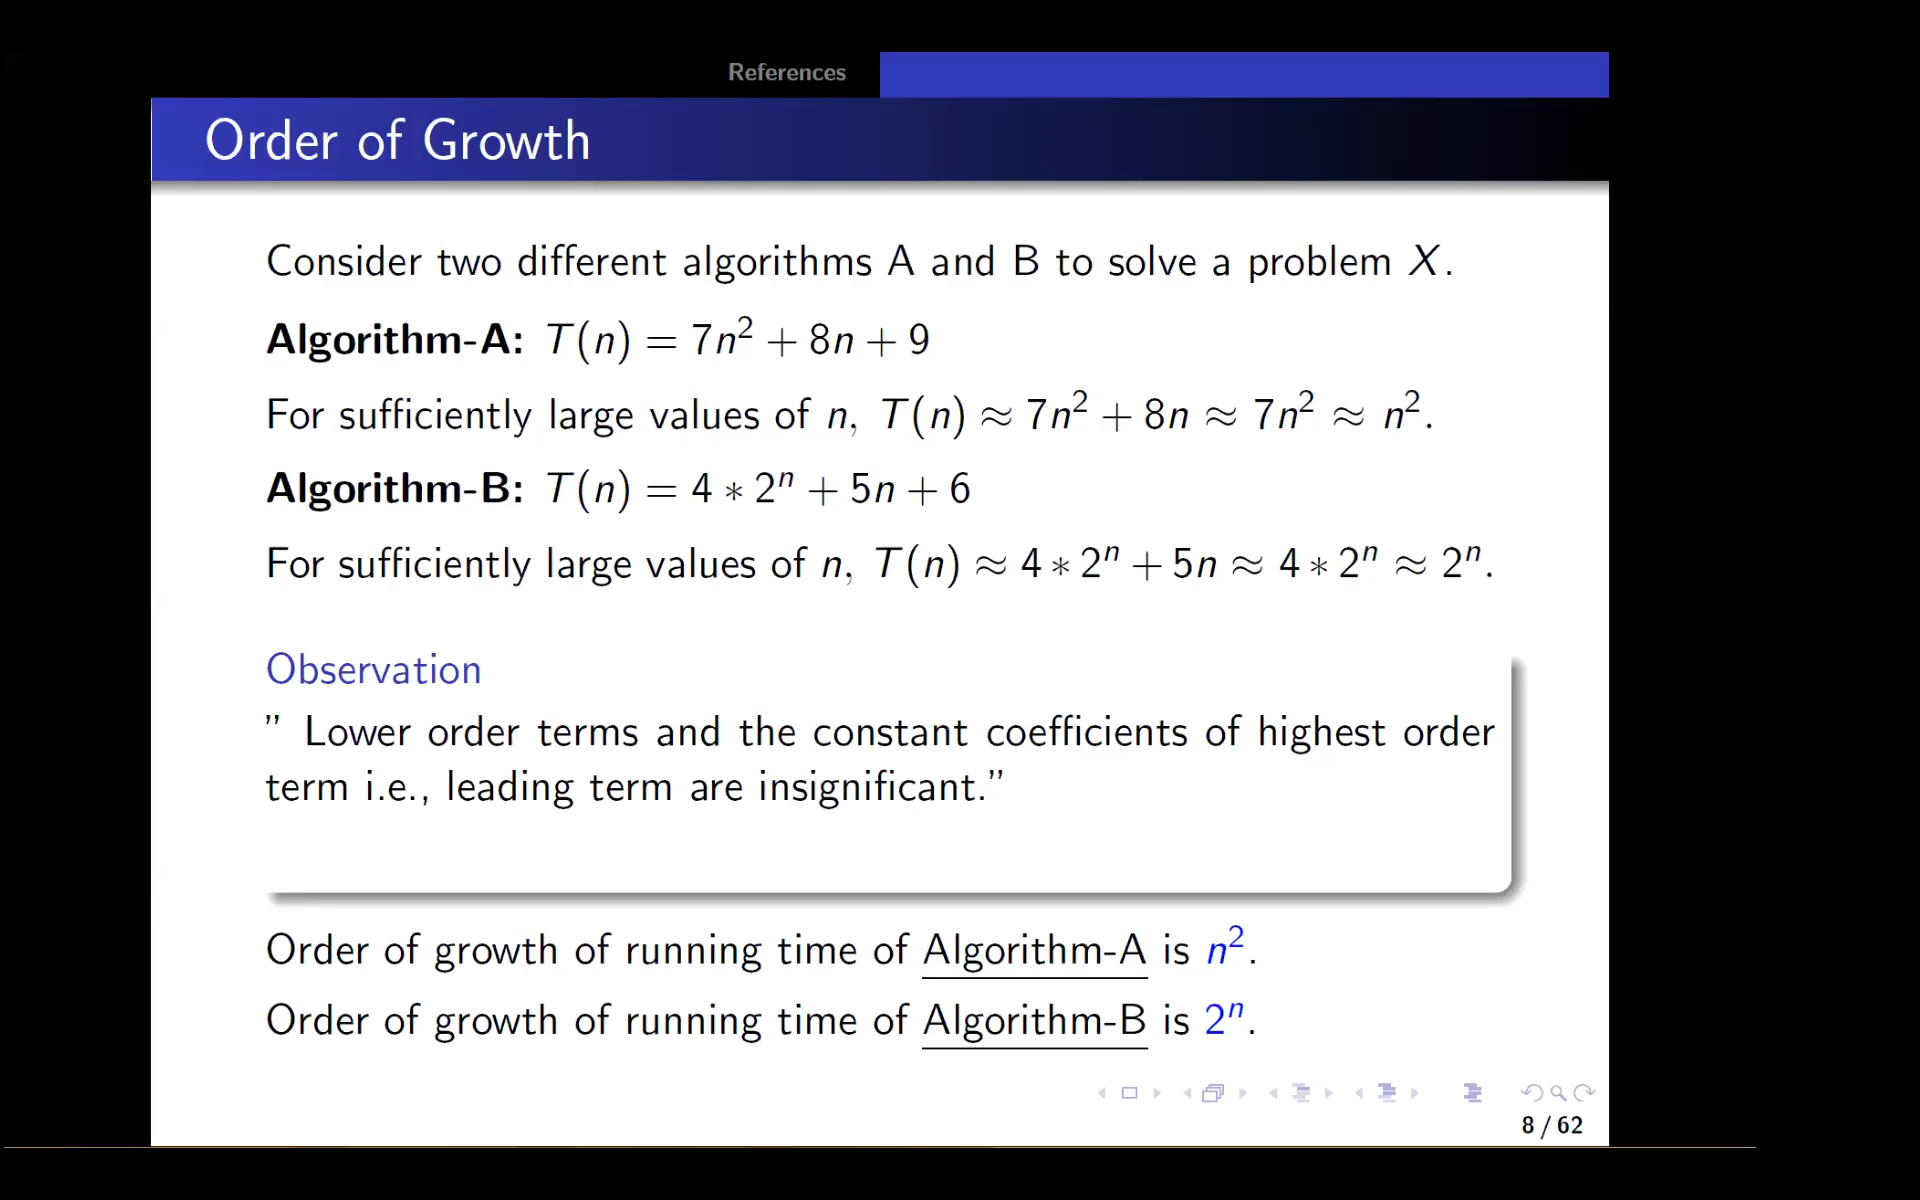 References
Order of Growth
Consider two different algorithms A and B to solve a problem X.
Algorithm-A: T(n) = 7n² + 8n + 9
For sufficiently large values of n, T(n) ≈ 7n² + 8n ≈ 7n² ≈ n².
Algorithm-B: T(n) = 4 ∗ 2ⁿ + 5n + 6
For sufficiently large values of n, T(n) ≈ 4 ∗ 2ⁿ + 5n ≈ 4 ∗ 2ⁿ ≈ 2ⁿ.
Observation
” Lower order terms and the constant coefficients of highest order
term i.e., leading term are insignificant.”
Order of growth of running time of Algorithm-A is n².
Order of growth of running time of Algorithm-B is 2ⁿ.
8 / 62